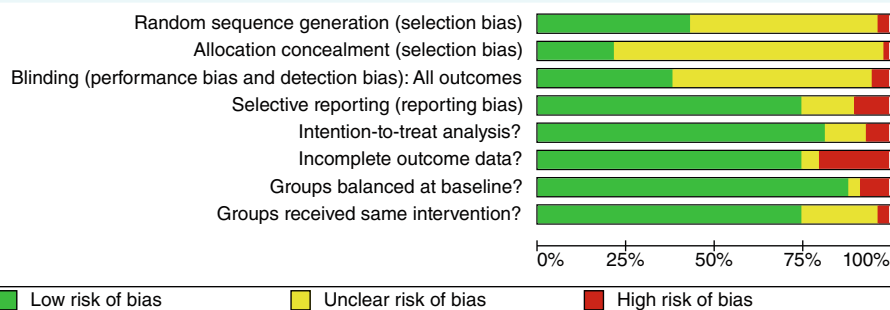 Random sequence generation (selection bias)
Allocation concealment (selection bias)
Blinding (performance bias and detection bias): All outcomes
Selective reporting (reporting bias)
Intention-to-treat analysis?
Incomplete outcome data?
Groups balanced at baseline?
Groups received same intervention?
0% 25% 50% 75% 100%
Low risk of bias Unclear risk of bias High risk of bias